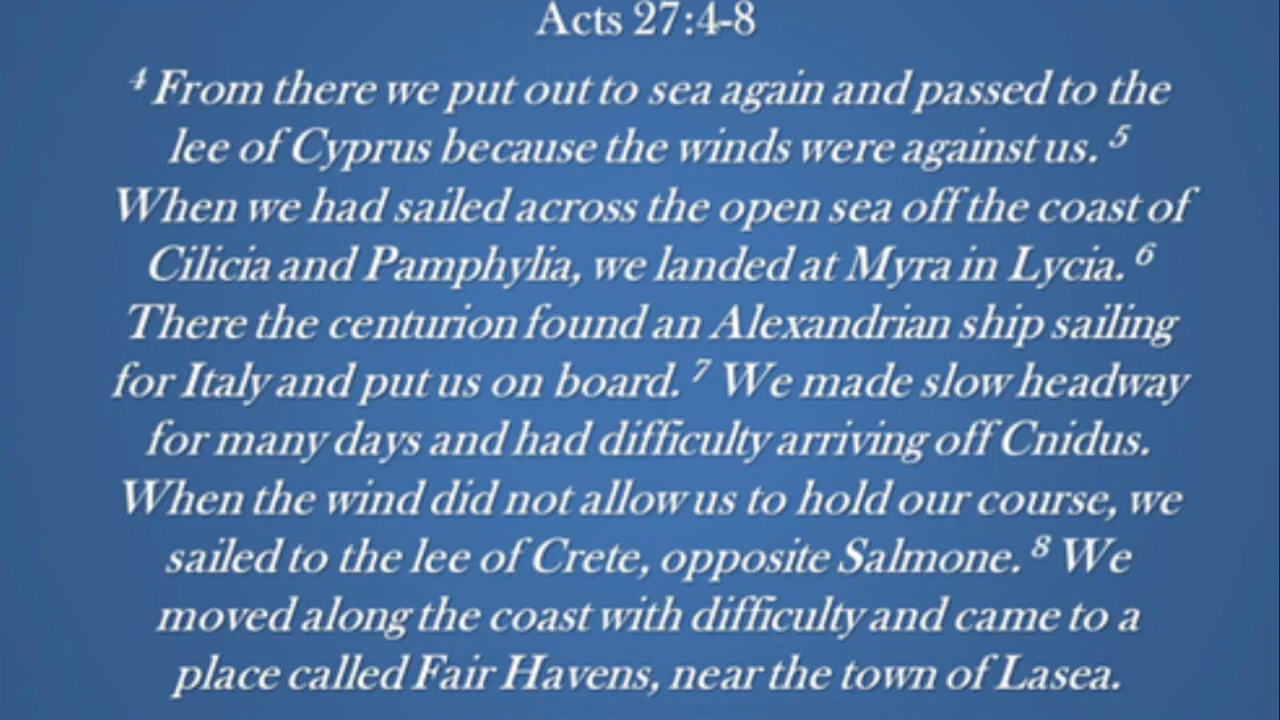 Acts 27:4-8
⁴ From there we put out to sea again and passed to the
lee of Cyprus because the winds were against us. ⁵
When we had sailed across the open sea off the coast of
Cilicia and Pamphylia, we landed at Myra in Lycia. ⁶
There the centurion found an Alexandrian ship sailing
for Italy and put us on board. ⁷ We made slow headway
for many days and had difficulty arriving off Cnidus.
When the wind did not allow us to hold our course, we
sailed to the lee of Crete, opposite Salmone. ⁸ We
moved along the coast with difficulty and came to a
place called Fair Havens, near the town of Lasea.